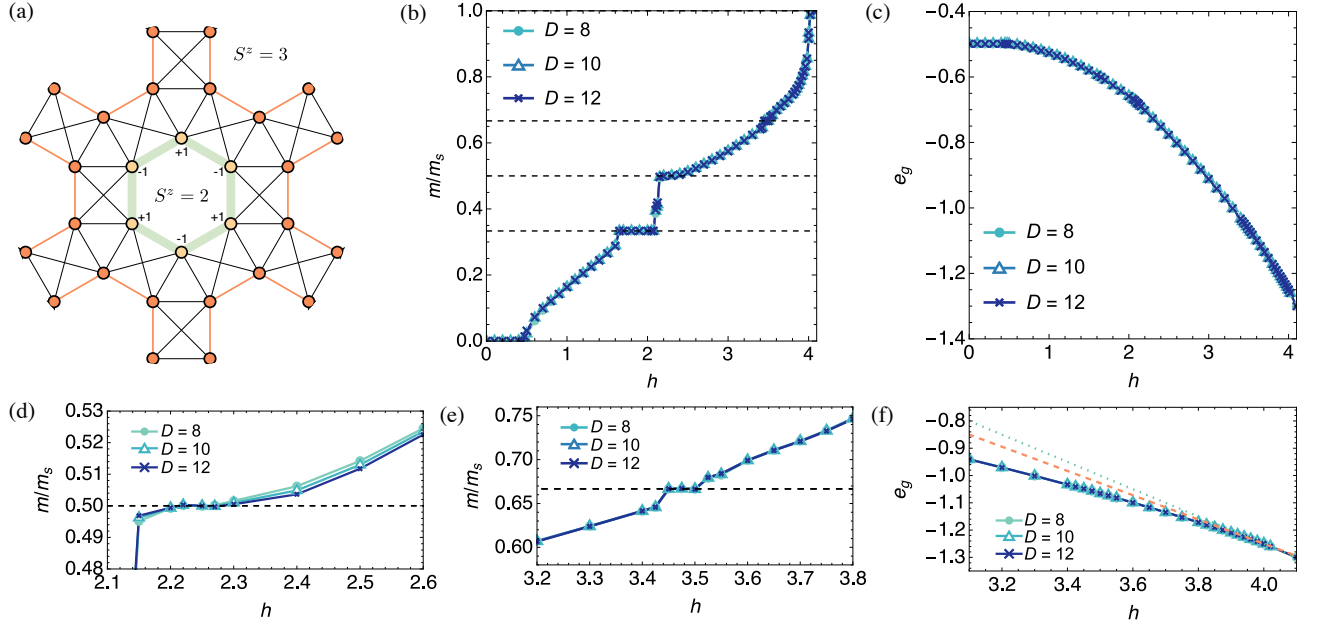 (a)
S^z = 3
S^z = 2
+1
-1
-1
+1
+1
-1
(b)
m/m_s
1.0
0.8
0.6
0.4
0.2
0.0
D = 8
D = 10
D = 12
0 1 2 3 4
h
(c)
e_g
−0.4
−0.6
−0.8
−1.0
−1.2
−1.4
D = 8
D = 10
D = 12
0 1 2 3 4
h
(d)
m/m_s
0.53
0.52
0.51
0.50
0.49
0.48
D = 8
D = 10
D = 12
2.1 2.2 2.3 2.4 2.5 2.6
h
(e)
m/m_s
0.75
0.70
0.65
0.60
D = 8
D = 10
D = 12
3.2 3.3 3.4 3.5 3.6 3.7 3.8
h
(f)
e_g
−0.8
−0.9
−1.0
−1.1
−1.2
−1.3
D = 8
D = 10
D = 12
3.2 3.4 3.6 3.8 4.0
h